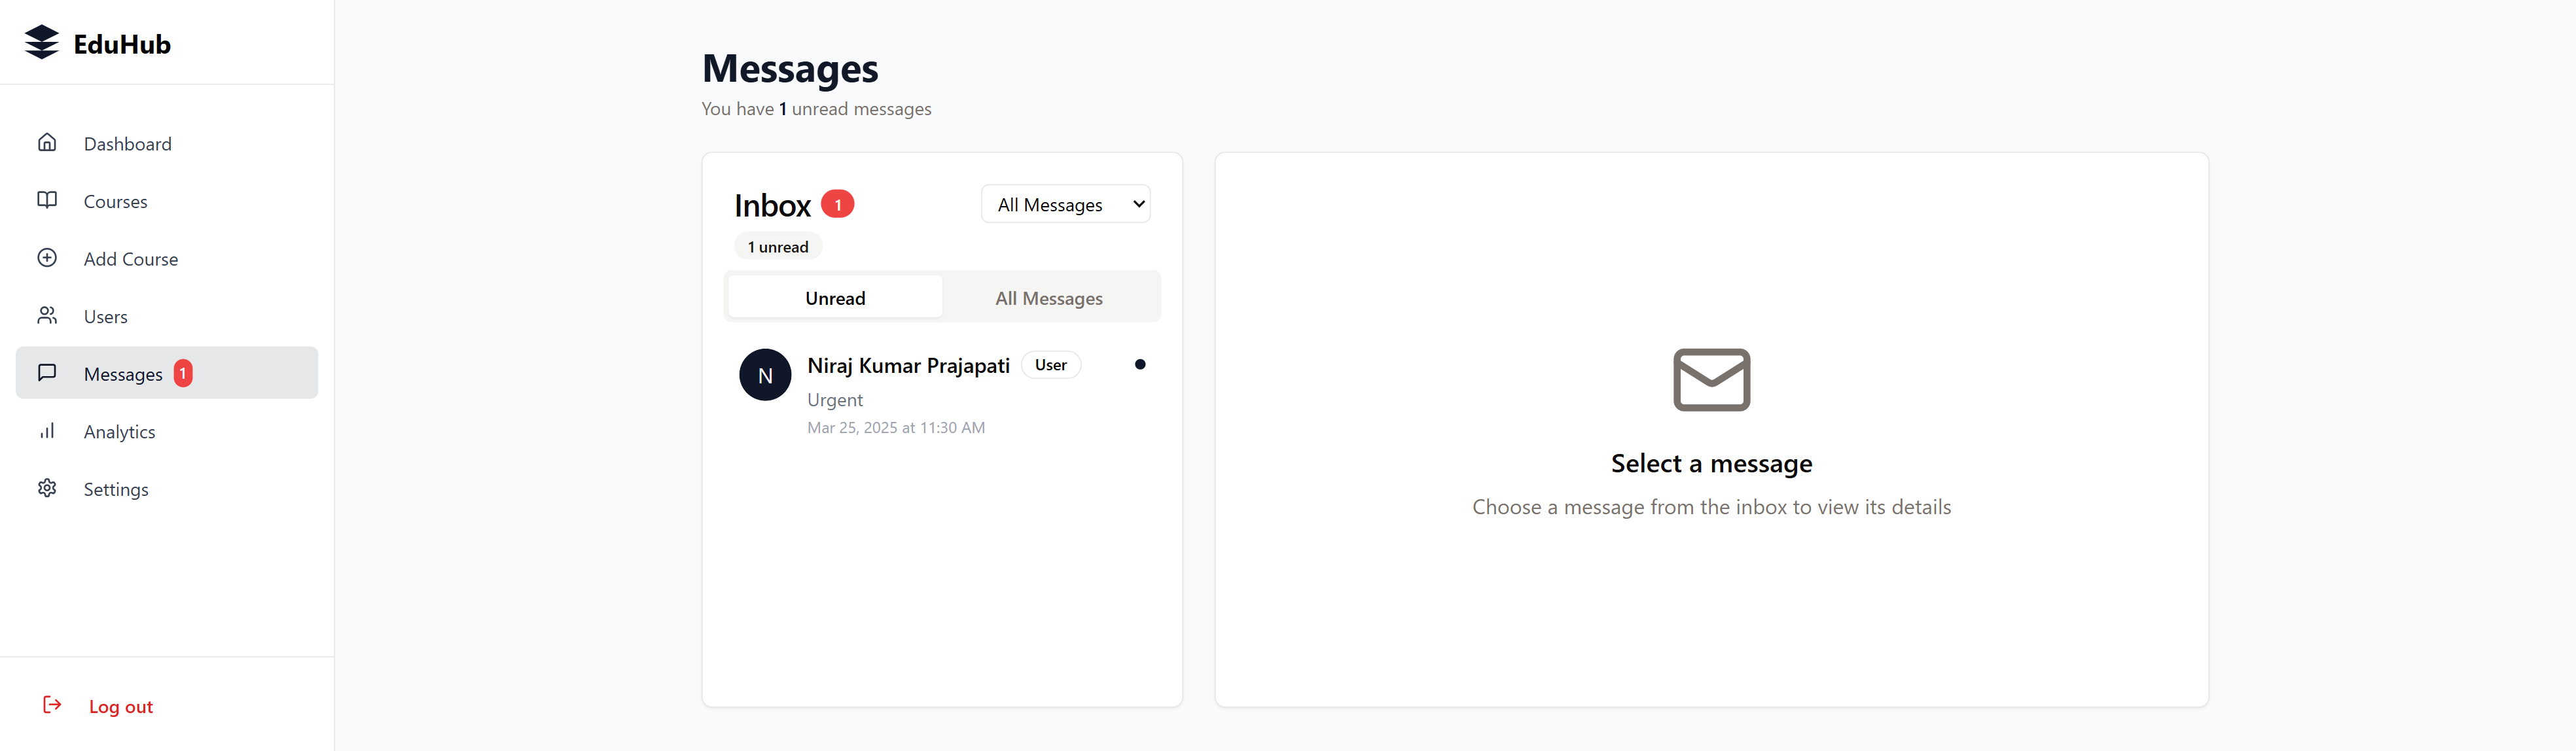 EduHub
Dashboard
Courses
Add Course
Users
Messages 1
Analytics
Settings
Log out
Messages
You have 1 unread messages
Inbox 1
All Messages
1 unread
Unread
All Messages
N
Niraj Kumar Prajapati User
Urgent
Mar 25, 2025 at 11:30 AM
Select a message
Choose a message from the inbox to view its details